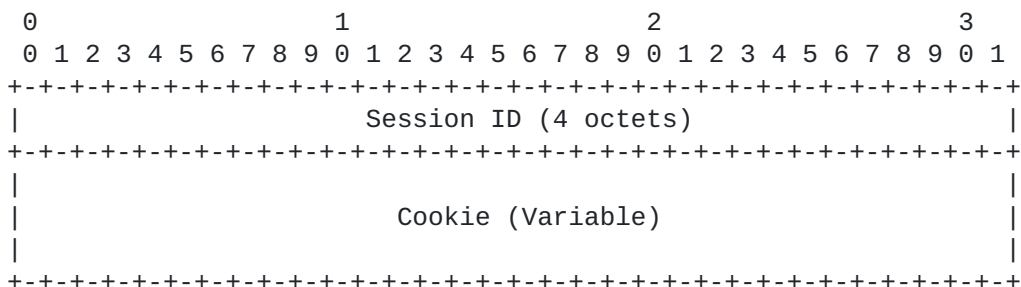 0                   1                   2                   3
 0 1 2 3 4 5 6 7 8 9 0 1 2 3 4 5 6 7 8 9 0 1 2 3 4 5 6 7 8 9 0 1
+-+-+-+-+-+-+-+-+-+-+-+-+-+-+-+-+-+-+-+-+-+-+-+-+-+-+-+-+-+-+-+-+
|                      Session ID (4 octets)                    |
+-+-+-+-+-+-+-+-+-+-+-+-+-+-+-+-+-+-+-+-+-+-+-+-+-+-+-+-+-+-+-+-+
|                                                               |
|                        Cookie (Variable)                      |
|                                                               |
+-+-+-+-+-+-+-+-+-+-+-+-+-+-+-+-+-+-+-+-+-+-+-+-+-+-+-+-+-+-+-+-+